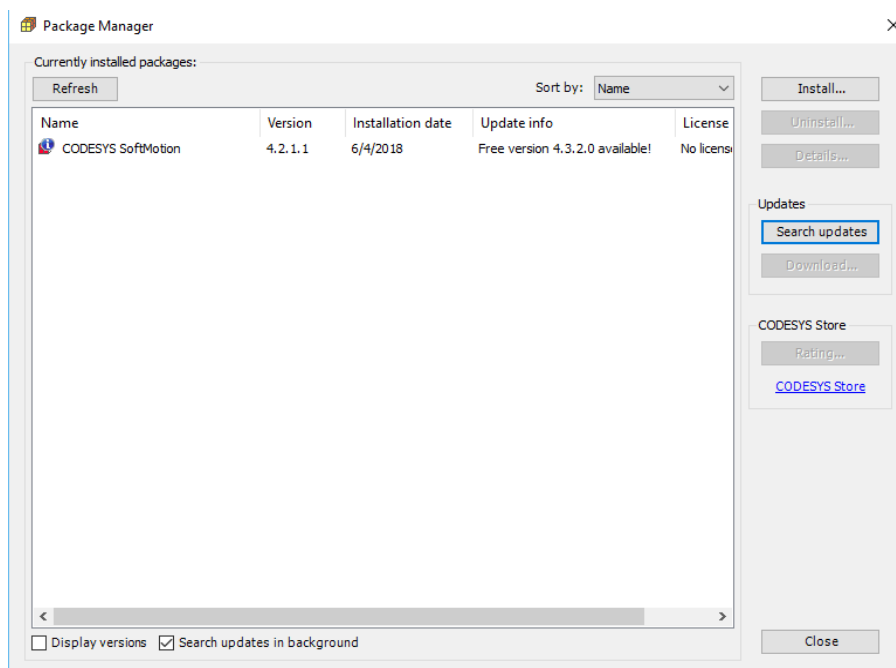 Package Manager
Currently installed packages:
Refresh
Sort by: Name
Name Version Installation date Update info License
CODESYS SoftMotion 4.2.1.1 6/4/2018 Free version 4.3.2.0 available! No license
Display versions Search updates in background
Install...
Uninstall...
Details...
Updates
Search updates
Download...
CODESYS Store
Rating...
CODESYS Store
Close